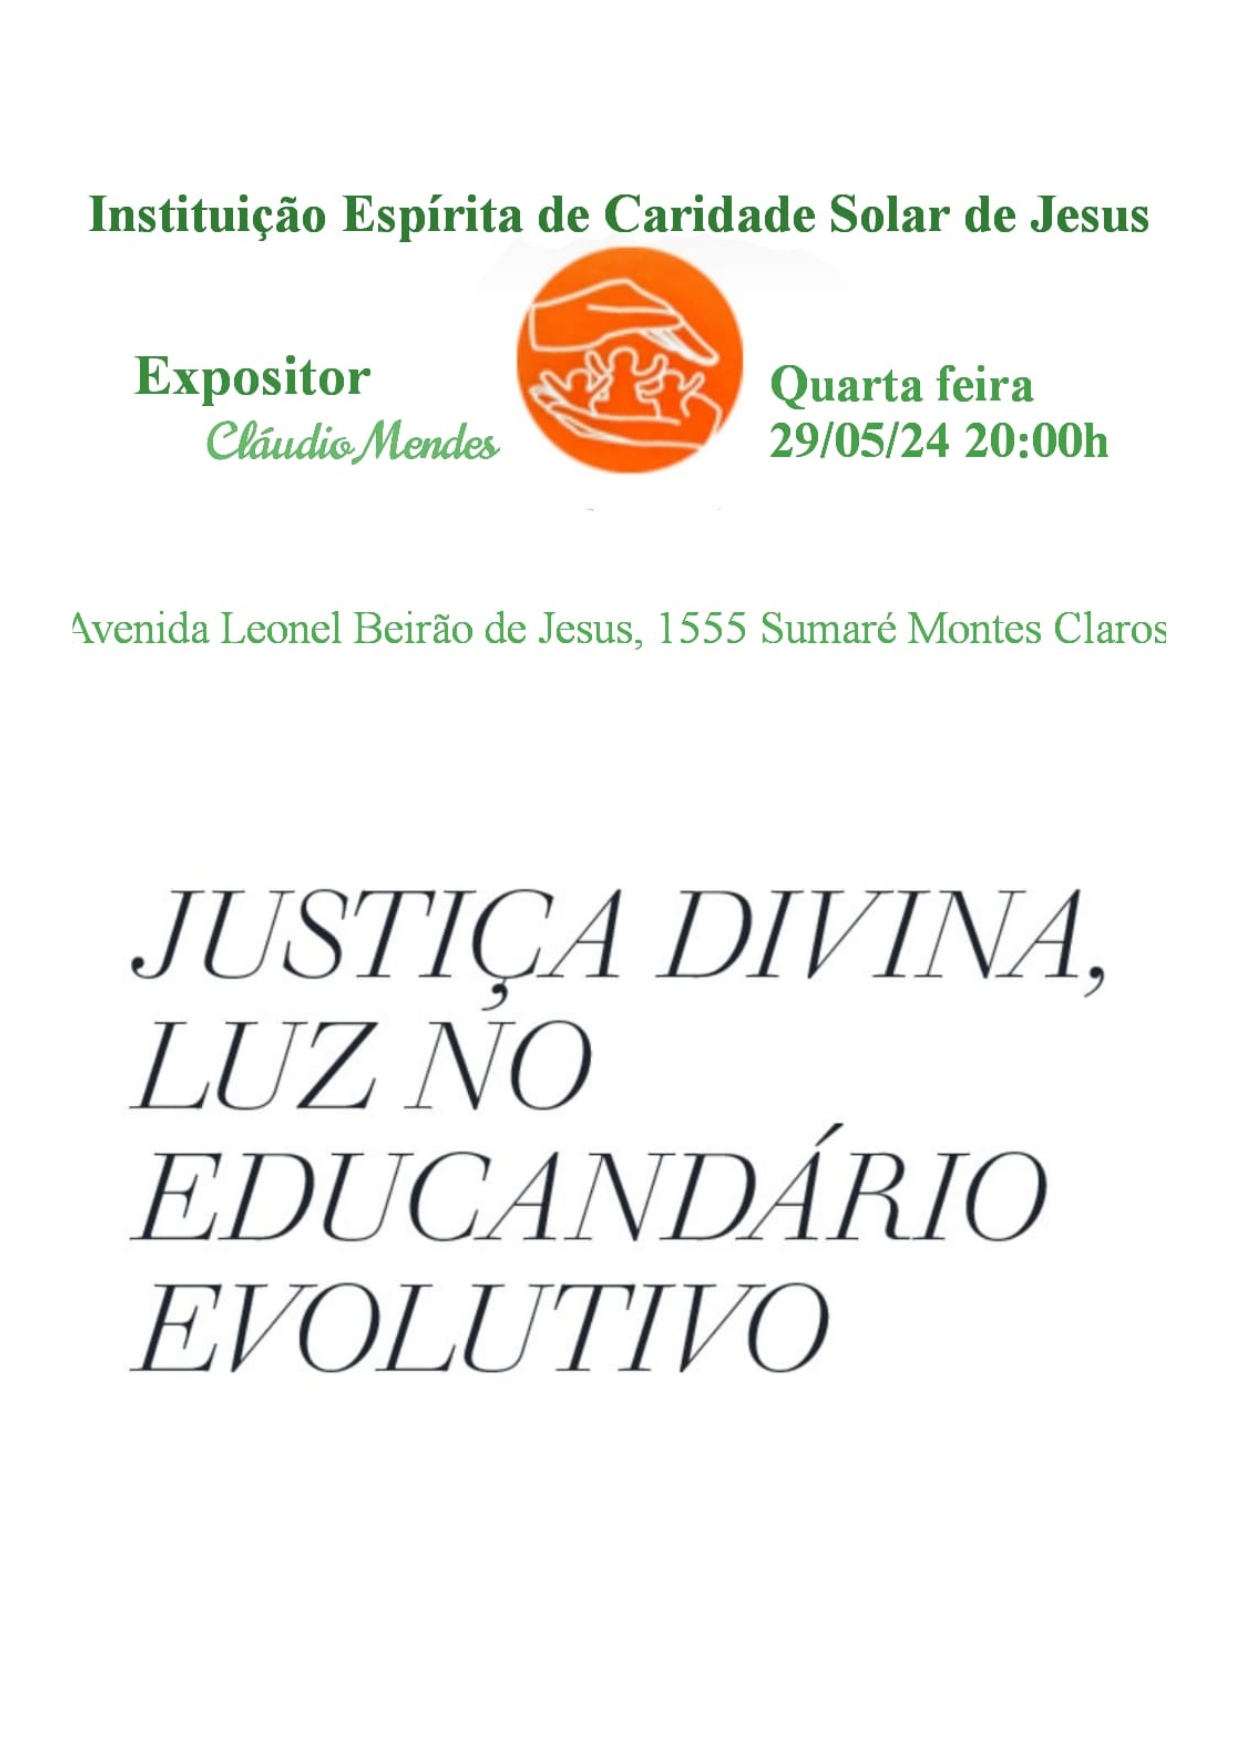 Instituição Espírita de Caridade Solar de Jesus
Expositor
Cláudio Mendes
Quarta feira
29/05/24 20:00h
Avenida Leonel Beirão de Jesus, 1555 Sumaré Montes Claros
JUSTIÇA DIVINA,
LUZ NO
EDUCANDÁRIO
EVOLUTIVO